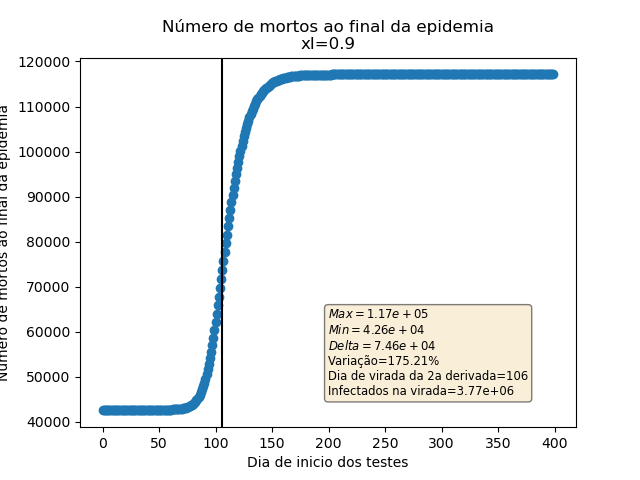 Número de mortos ao final da epidemia
xI=0.9
Número de mortos ao final da epidemia
120000
110000
100000
90000
80000
70000
60000
50000
40000
Max = 1.17e + 05
Min = 4.26e + 04
Delta = 7.46e + 04
Variação=175.21%
Dia de virada da 2a derivada=106
Infectados na virada=3.77e+06
0 50 100 150 200 250 300 350 400
Dia de inicio dos testes